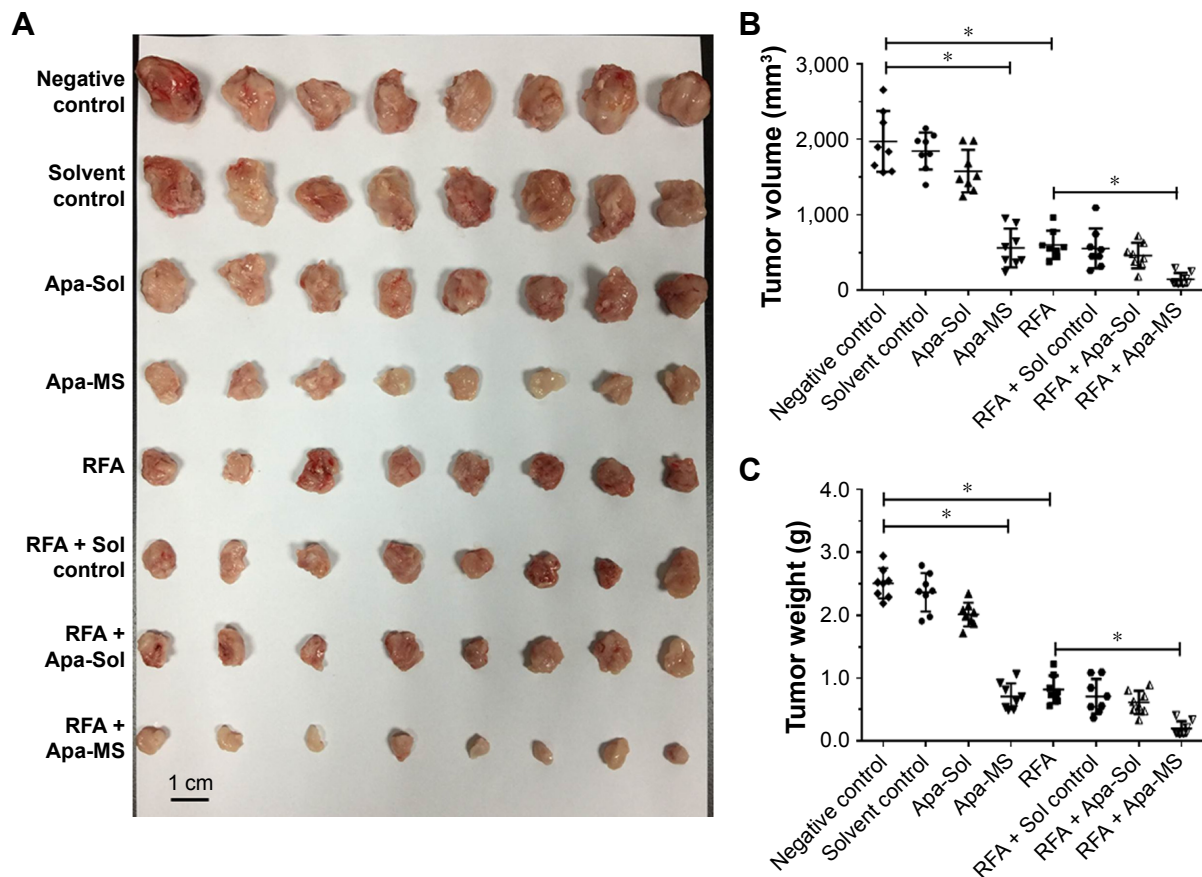 A
Negative
control
Solvent
control
Apa-Sol
Apa-MS
RFA
RFA + Sol
control
RFA +
Apa-Sol
RFA +
Apa-MS
1 cm
B
Tumor volume (mm³)
3,000
2,000
1,000
0
*
*
*
Negative control
Solvent control
Apa-Sol
Apa-MS
RFA
RFA + Sol control
RFA + Apa-Sol
RFA + Apa-MS
C
Tumor weight (g)
4.0
3.0
2.0
1.0
0.0
*
*
*
Negative control
Solvent control
Apa-Sol
Apa-MS
RFA
RFA + Sol control
RFA + Apa-Sol
RFA + Apa-MS